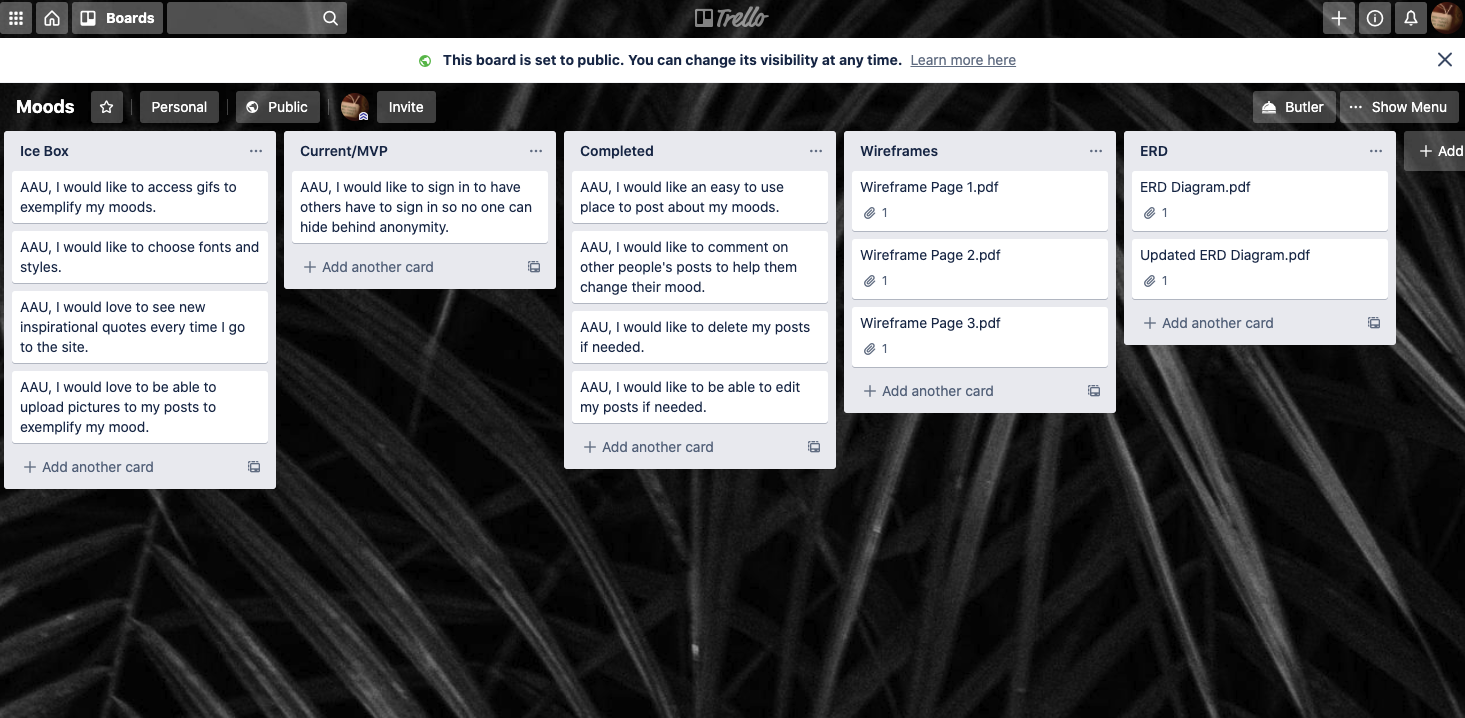 Boards
Trello
This board is set to public. You can change its visibility at any time. Learn more here
Moods
Personal
Public
Invite
Butler
Show Menu
Ice Box
AAU, I would like to access gifs to
exemplify my moods.
AAU, I would like to choose fonts and
styles.
AAU, I would love to see new
inspirational quotes every time I go
to the site.
AAU, I would love to be able to
upload pictures to my posts to
exemplify my mood.
Add another card
Current/MVP
AAU, I would like to sign in to have
others have to sign in so no one can
hide behind anonymity.
Add another card
Completed
AAU, I would like an easy to use
place to post about my moods.
AAU, I would like to comment on
other people's posts to help them
change their mood.
AAU, I would like to delete my posts
if needed.
AAU, I would like to be able to edit
my posts if needed.
Add another card
Wireframes
Wireframe Page 1.pdf
1
Wireframe Page 2.pdf
1
Wireframe Page 3.pdf
1
Add another card
ERD
ERD Diagram.pdf
1
Updated ERD Diagram.pdf
1
Add another card
Add